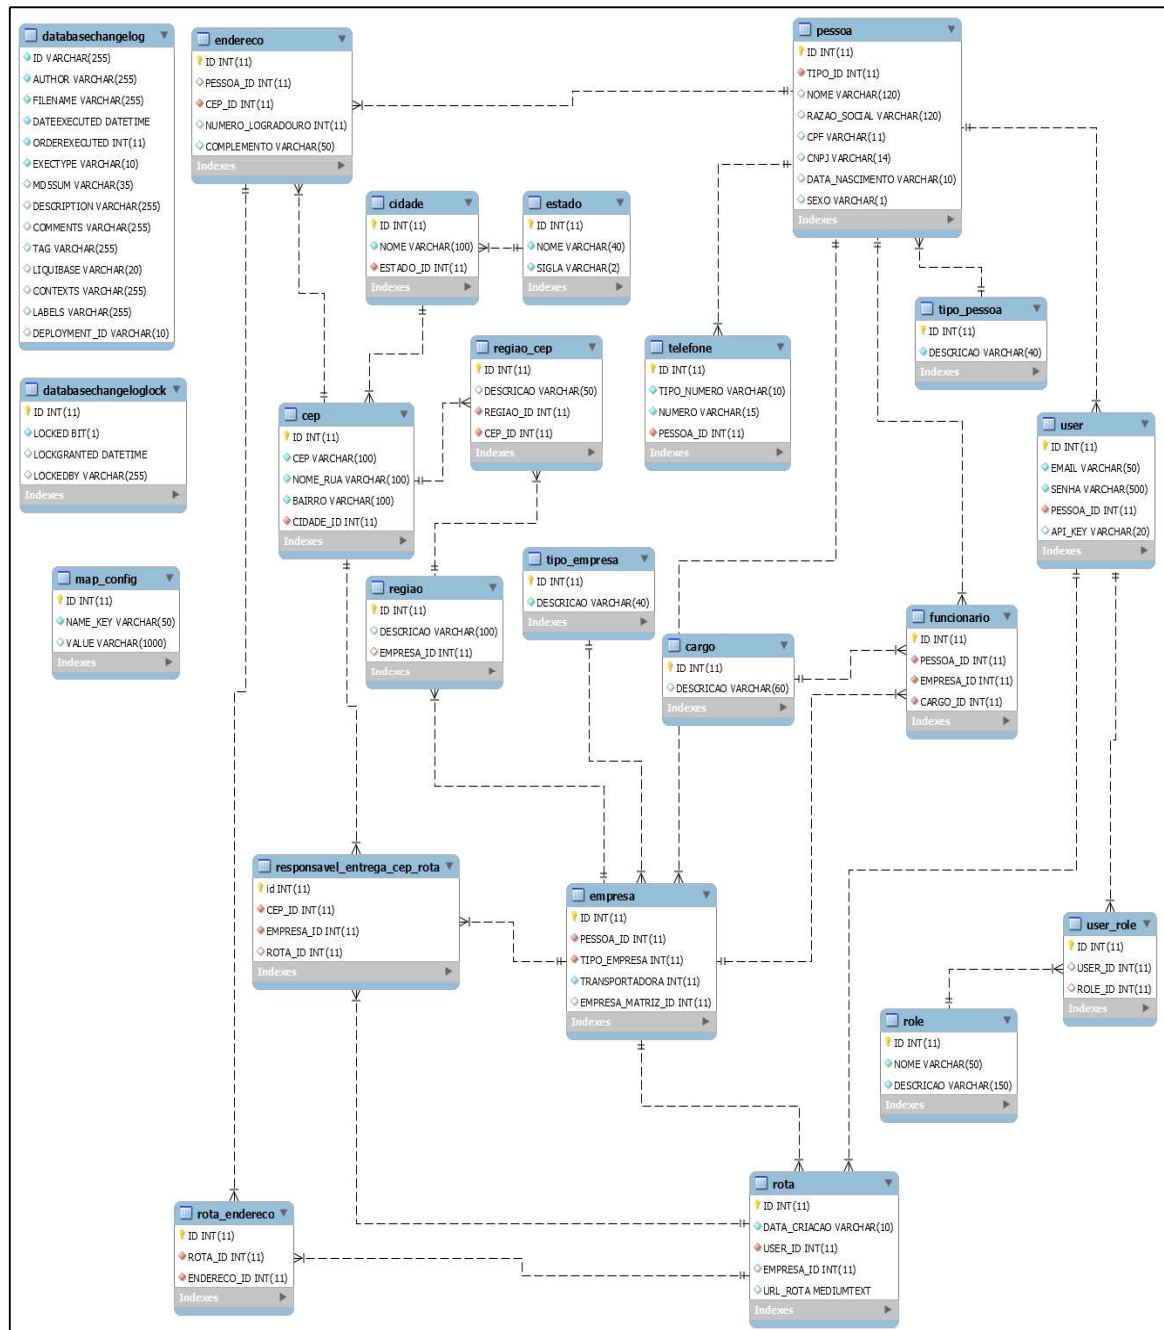 databasechangelog
ID VARCHAR(255)
AUTHOR VARCHAR(255)
FILENAME VARCHAR(255)
DATEEXECUTED DATETIME
ORDEREXECUTED INT(11)
EXECTYPE VARCHAR(10)
MD5SUM VARCHAR(35)
DESCRIPTION VARCHAR(255)
COMMENTS VARCHAR(255)
TAG VARCHAR(255)
LIQUIBASE VARCHAR(20)
CONTEXTS VARCHAR(255)
LABELS VARCHAR(255)
DEPLOYMENT_ID VARCHAR(10)
endereco
ID INT(11)
PESSOA_ID INT(11)
CEP_ID INT(11)
NUMERO_LOGRADOURO INT(11)
COMPLEMENTO VARCHAR(50)
Indexes
pessoa
ID INT(11)
TIPO_ID INT(11)
NOME VARCHAR(120)
RAZAO_SOCIAL VARCHAR(120)
CPF VARCHAR(11)
CNPJ VARCHAR(14)
DATA_NASCIMENTO VARCHAR(10)
SEXO VARCHAR(1)
Indexes
cidade
ID INT(11)
NOME VARCHAR(100)
ESTADO_ID INT(11)
Indexes
estado
ID INT(11)
NOME VARCHAR(40)
SIGLA VARCHAR(2)
Indexes
tipo_pessoa
ID INT(11)
DESCRICAO VARCHAR(40)
Indexes
regiao_cep
ID INT(11)
DESCRICAO VARCHAR(50)
REGIAO_ID INT(11)
CEP_ID INT(11)
Indexes
telefone
ID INT(11)
TIPO_NUMERO VARCHAR(10)
NUMERO VARCHAR(15)
PESSOA_ID INT(11)
Indexes
databasechangeloglock
ID INT(11)
LOCKED BIT(1)
LOCKGRANTED DATETIME
LOCKEDBY VARCHAR(255)
Indexes
cep
ID INT(11)
CEP VARCHAR(100)
NOME_RUA VARCHAR(100)
BAIRRO VARCHAR(100)
CIDADE_ID INT(11)
Indexes
user
ID INT(11)
EMAIL VARCHAR(50)
SENHA VARCHAR(500)
PESSOA_ID INT(11)
API_KEY VARCHAR(20)
Indexes
map_config
ID INT(11)
NAME_KEY VARCHAR(50)
VALUE VARCHAR(1000)
Indexes
regiao
ID INT(11)
DESCRICAO VARCHAR(100)
EMPRESA_ID INT(11)
Indexes
tipo_empresa
ID INT(11)
DESCRICAO VARCHAR(40)
Indexes
cargo
ID INT(11)
DESCRICAO VARCHAR(60)
Indexes
funcionario
ID INT(11)
PESSOA_ID INT(11)
EMPRESA_ID INT(11)
CARGO_ID INT(11)
Indexes
responsavel_entrega_cep_rota
id INT(11)
CEP_ID INT(11)
EMPRESA_ID INT(11)
ROTA_ID INT(11)
Indexes
empresa
ID INT(11)
PESSOA_ID INT(11)
TIPO_EMPRESA INT(11)
TRANSPORTADORA INT(11)
EMPRESA_MATRIZ_ID INT(11)
Indexes
user_role
ID INT(11)
USER_ID INT(11)
ROLE_ID INT(11)
Indexes
role
ID INT(11)
NOME VARCHAR(50)
DESCRICAO VARCHAR(150)
Indexes
rota_endereco
ID INT(11)
ROTA_ID INT(11)
ENDERECO_ID INT(11)
Indexes
rota
ID INT(11)
DATA_CRIACAO VARCHAR(10)
USER_ID INT(11)
EMPRESA_ID INT(11)
URL_ROTA MEDIUMTEXT
Indexes